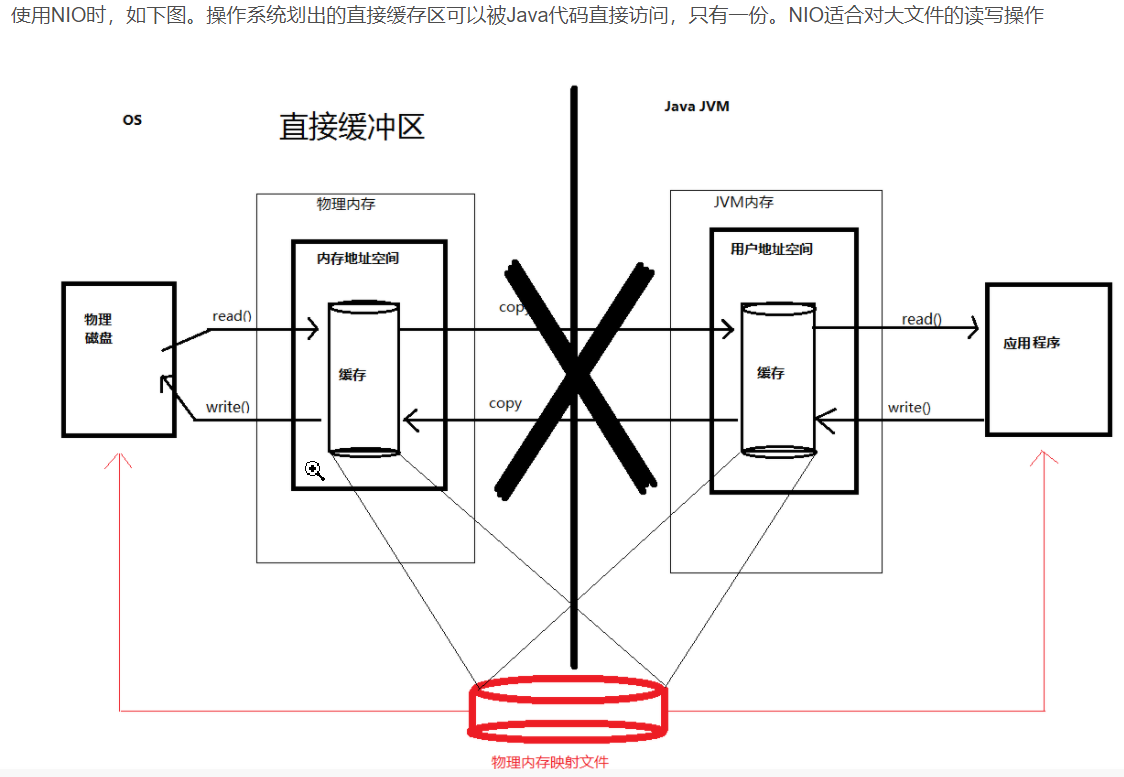 使用NIO时，如下图。操作系统划出的直接缓存区可以被Java代码直接访问，只有一份。NIO适合对大文件的读写操作
OS
直接缓冲区
Java JVM
物理内存
JVM内存
内存地址空间
用户地址空间
物理
磁盘
read()
copy
read()
应用程序
缓存
缓存
write()
copy
write()
物理内存映射文件